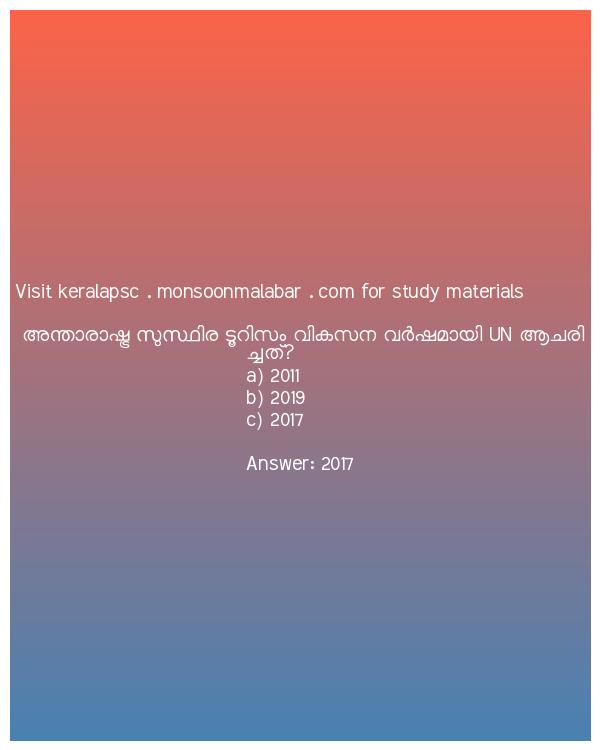 Visit keralapsc . monsoonmalabar . com for study materials
അന്താരാഷ്ട്ര സുസ്ഥിര ടൂറിസം വികസന വർഷമായി UN ആചരി
ച്ചത്?
a) 2011
b) 2019
c) 2017
Answer: 2017